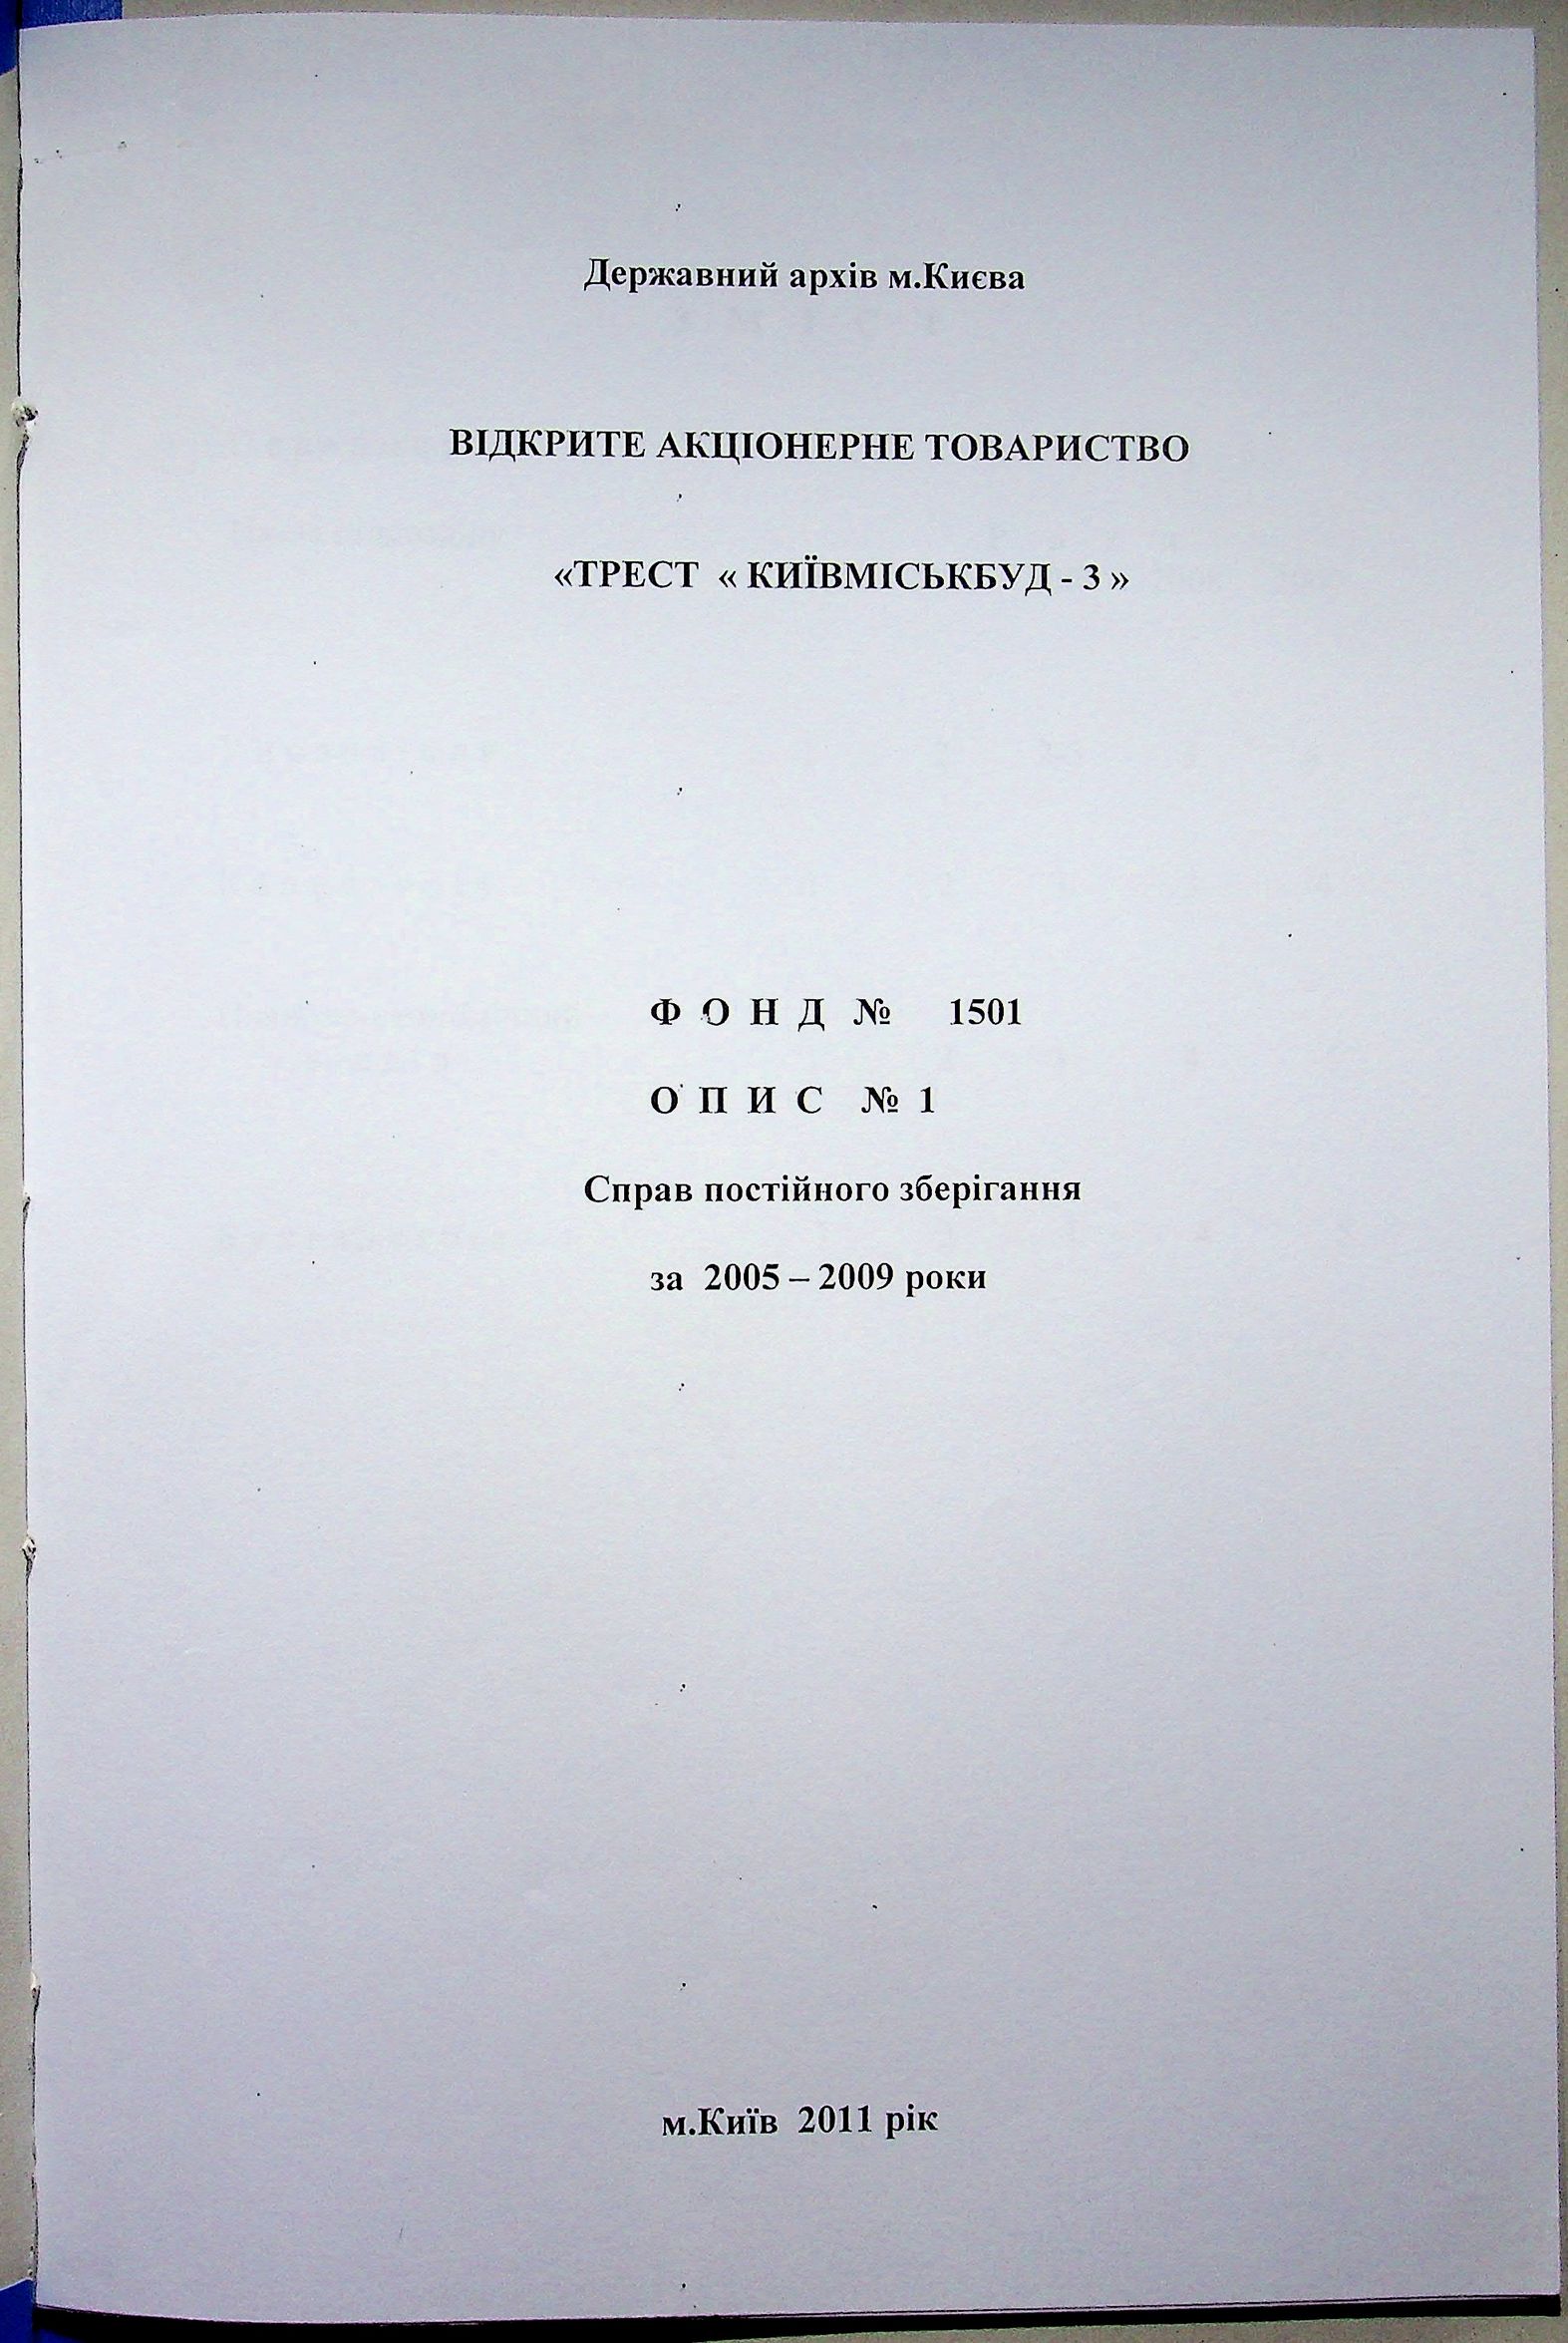 Державний архів м.Києва
ВІДКРИТЕ АКЦІОНЕРНЕ ТОВАРИСТВО
«ТРЕСТ « КИЇВМІСЬКБУД - 3 »
Ф О Н Д № 1501
О П И С № 1
Справ постійного зберігання
за 2005 – 2009 роки
м.Київ 2011 рік